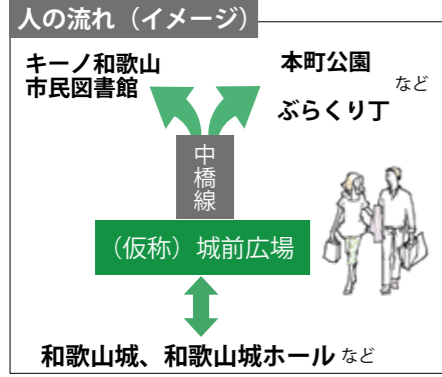 人の流れ（イメージ）
キーノ和歌山
市民図書館
本町公園
など
ぶらくり丁
中橋線
（仮称）城前広場
和歌山城、和歌山城ホール など